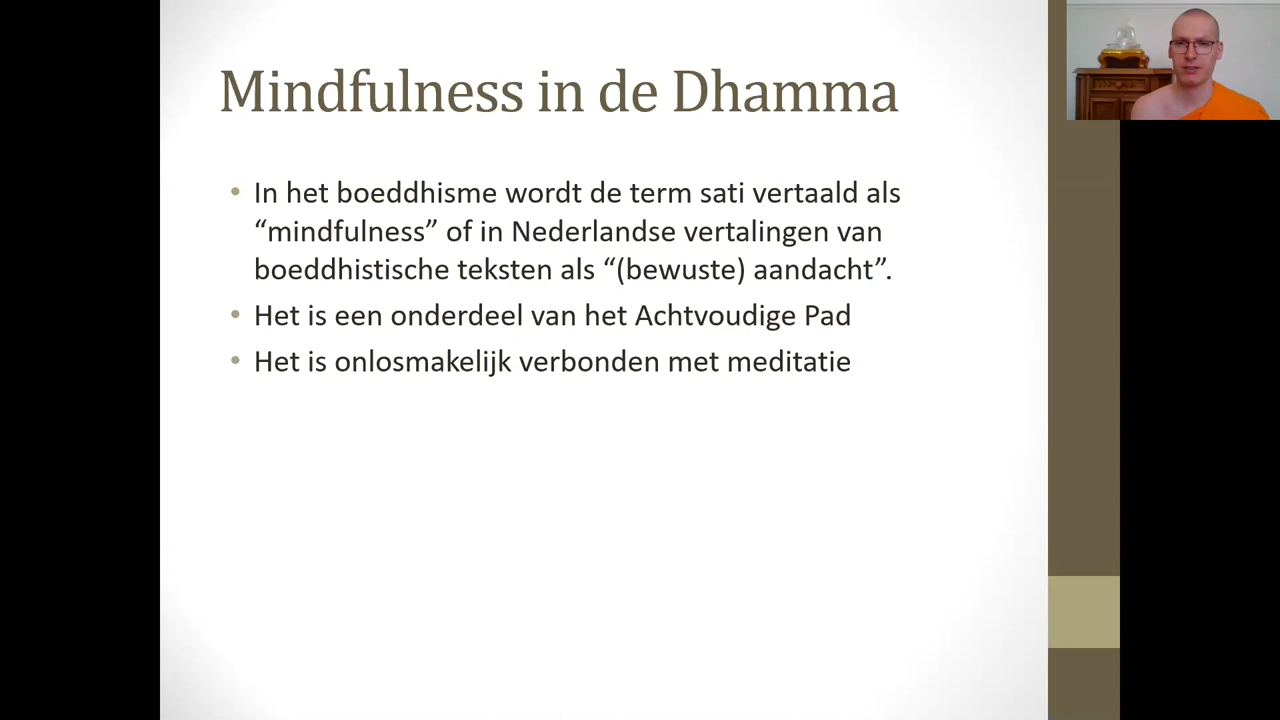 Mindfulness in de Dhamma
• In het boeddhisme wordt de term sati vertaald als
“mindfulness” of in Nederlandse vertalingen van
boeddhistische teksten als “(bewuste) aandacht”.
• Het is een onderdeel van het Achtvoudige Pad
• Het is onlosmakelijk verbonden met meditatie